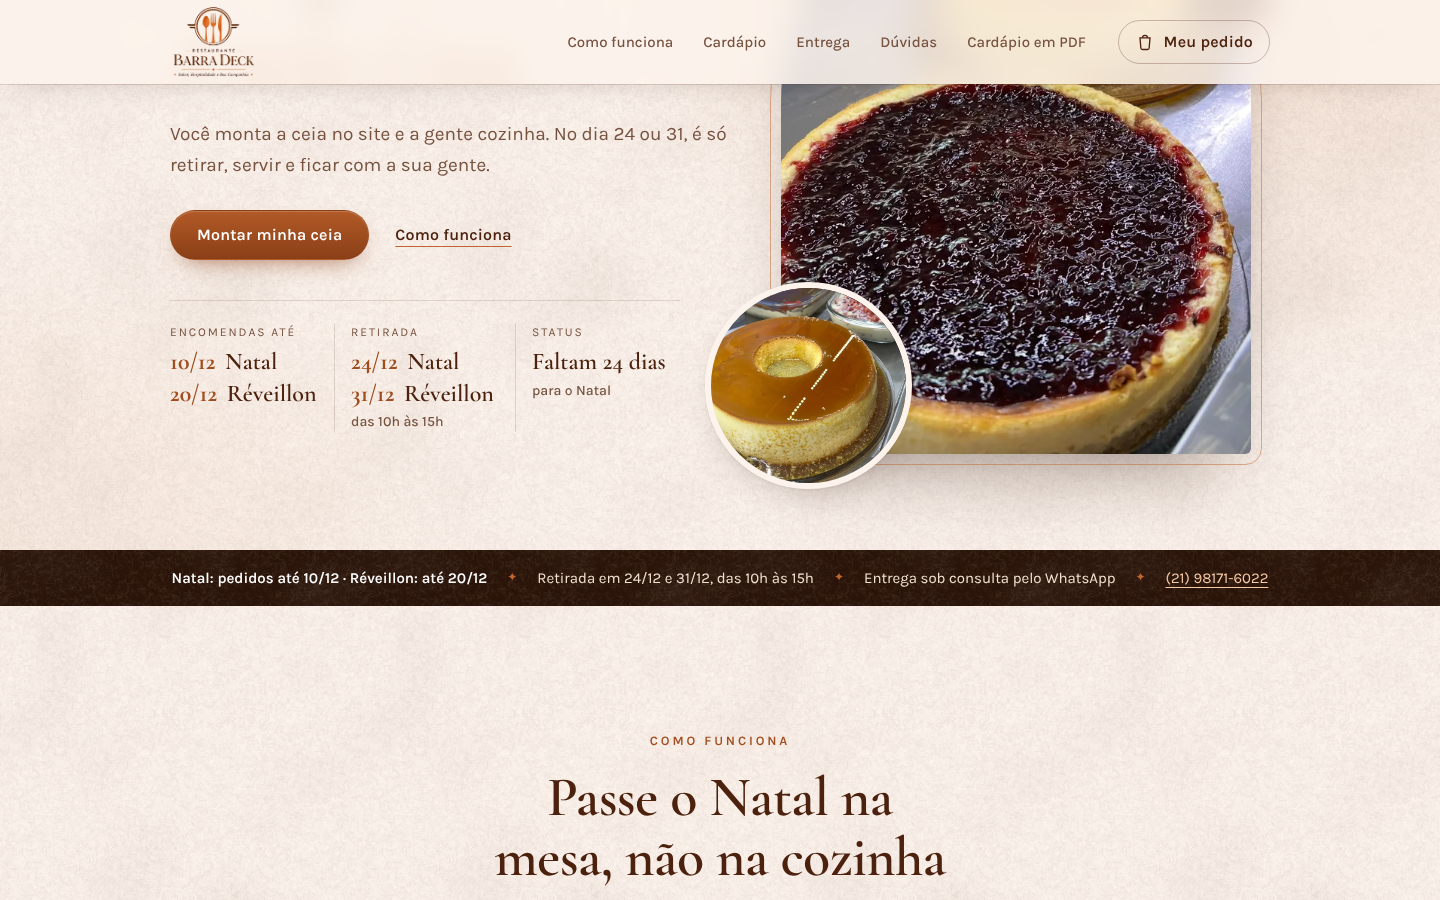 RESTAURANTE
BARRA DECK
Como funciona
Cardápio
Entrega
Dúvidas
Cardápio em PDF
Meu pedido
Você monta a ceia no site e a gente cozinha. No dia 24 ou 31, é só
retirar, servir e ficar com a sua gente.
Montar minha ceia
Como funciona
ENCOMENDAS ATÉ
10/12 Natal
20/12 Réveillon
RETIRADA
24/12 Natal
31/12 Réveillon
das 10h às 15h
STATUS
Faltam 24 dias
para o Natal
Natal: pedidos até 10/12 · Réveillon: até 20/12 ✦ Retirada em 24/12 e 31/12, das 10h às 15h ✦ Entrega sob consulta pelo WhatsApp ✦ (21) 98171-6022
COMO FUNCIONA
Passe o Natal na
mesa, não na cozinha